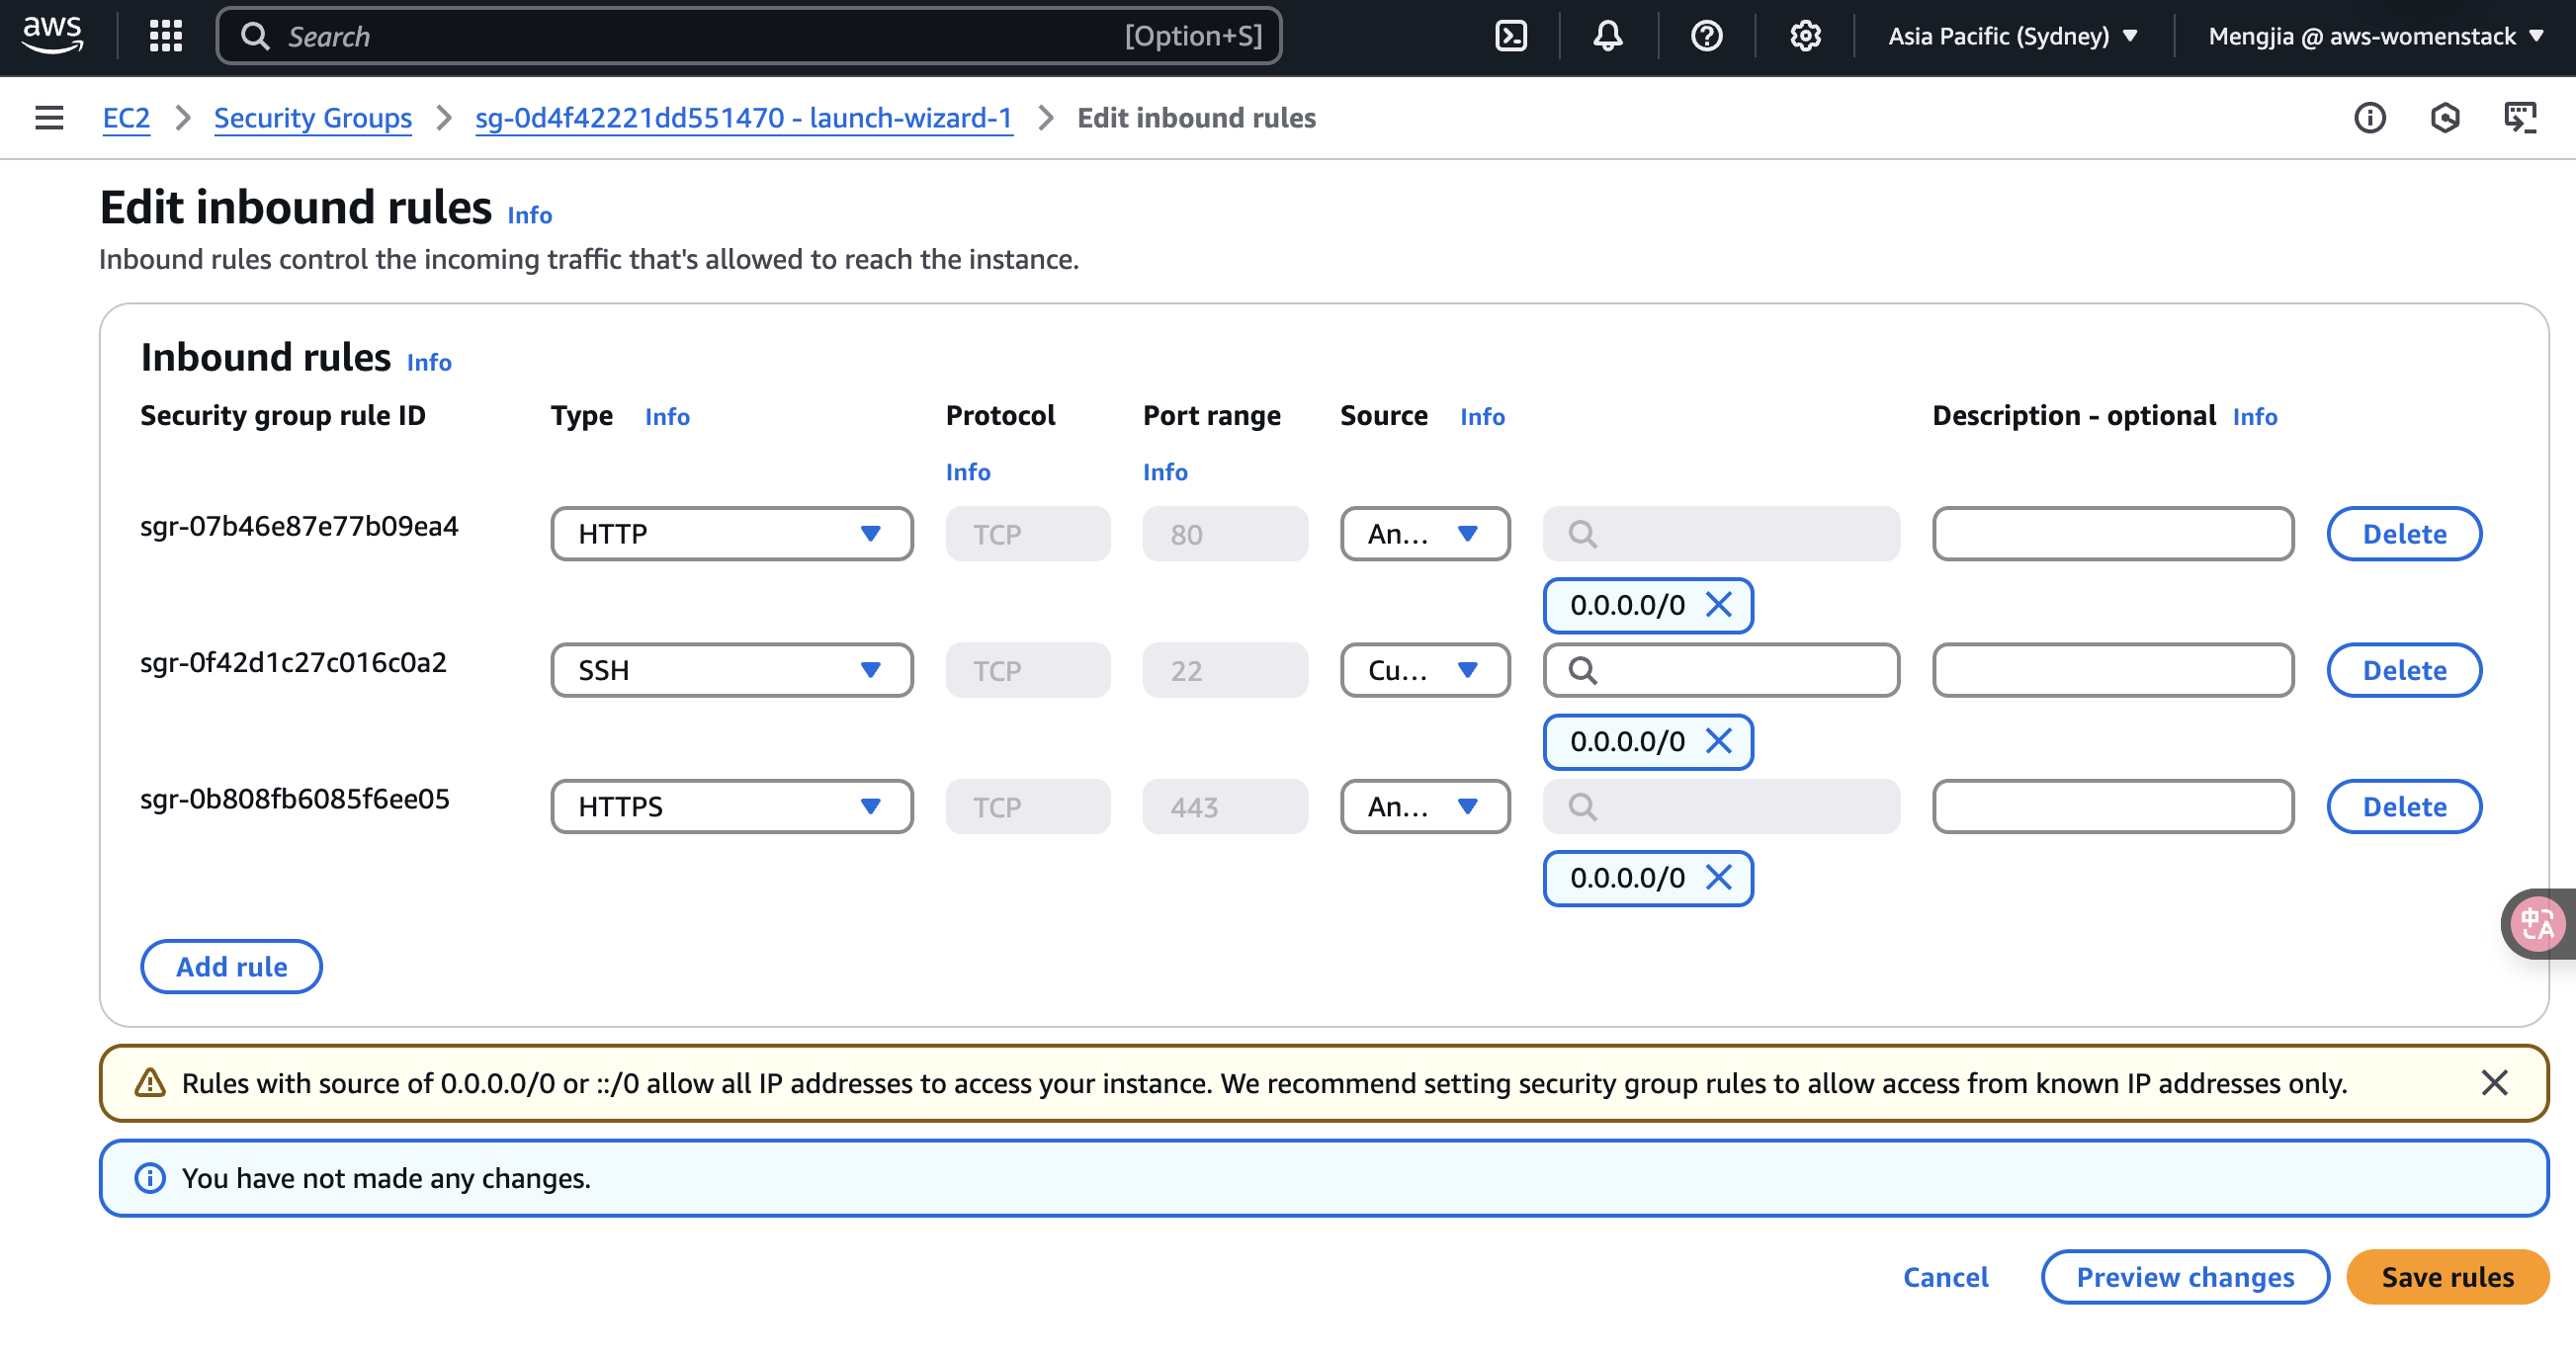 aws Search [Option+S] Asia Pacific (Sydney) Mengjia @ aws-womenstack
EC2 Security Groups sg-0d4f42221dd551470 - launch-wizard-1 Edit inbound rules
Edit inbound rules Info
Inbound rules control the incoming traffic that's allowed to reach the instance.
Inbound rules Info
Security group rule ID Type Info Protocol Port range Source Info Description - optional Info
Info Info
sgr-07b46e87e77b09ea4 HTTP TCP 80 An... Delete
0.0.0.0/0
sgr-0f42d1c27c016c0a2 SSH TCP 22 Cu... Delete
0.0.0.0/0
sgr-0b808fb6085f6ee05 HTTPS TCP 443 An... Delete
0.0.0.0/0
中A
Add rule
Rules with source of 0.0.0.0/0 or ::/0 allow all IP addresses to access your instance. We recommend setting security group rules to allow access from known IP addresses only.
You have not made any changes.
Cancel Preview changes Save rules